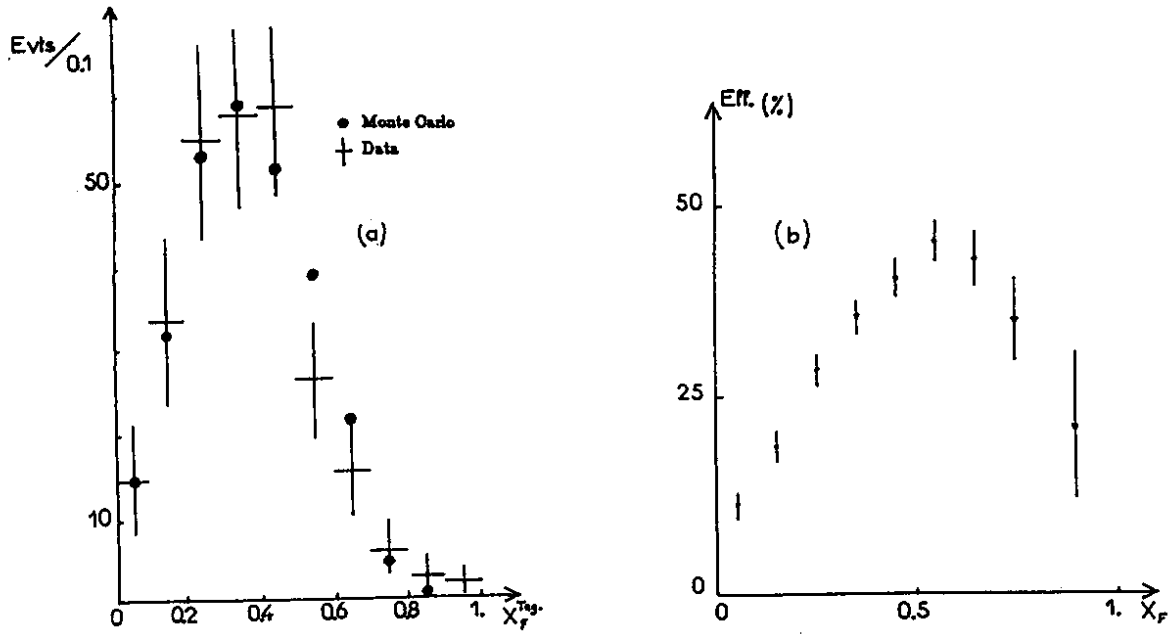 Evts/0.1
● Monte Carlo
┼ Data
50
(a)
10
0 0.2 0.4 0.6 0.8 1. X_F^Tag.
Eff. (%)
50
(b)
25
0
0.5 1. X_F